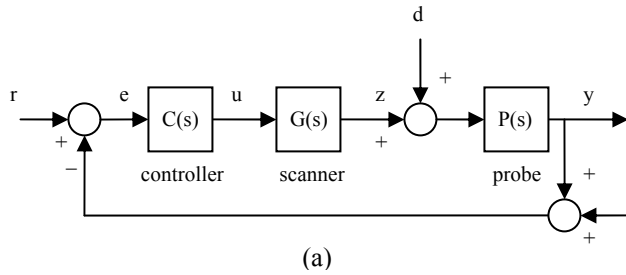 d
+
r e C(s) u G(s) z P(s) y
+ +
− controller scanner probe +
+
(a)